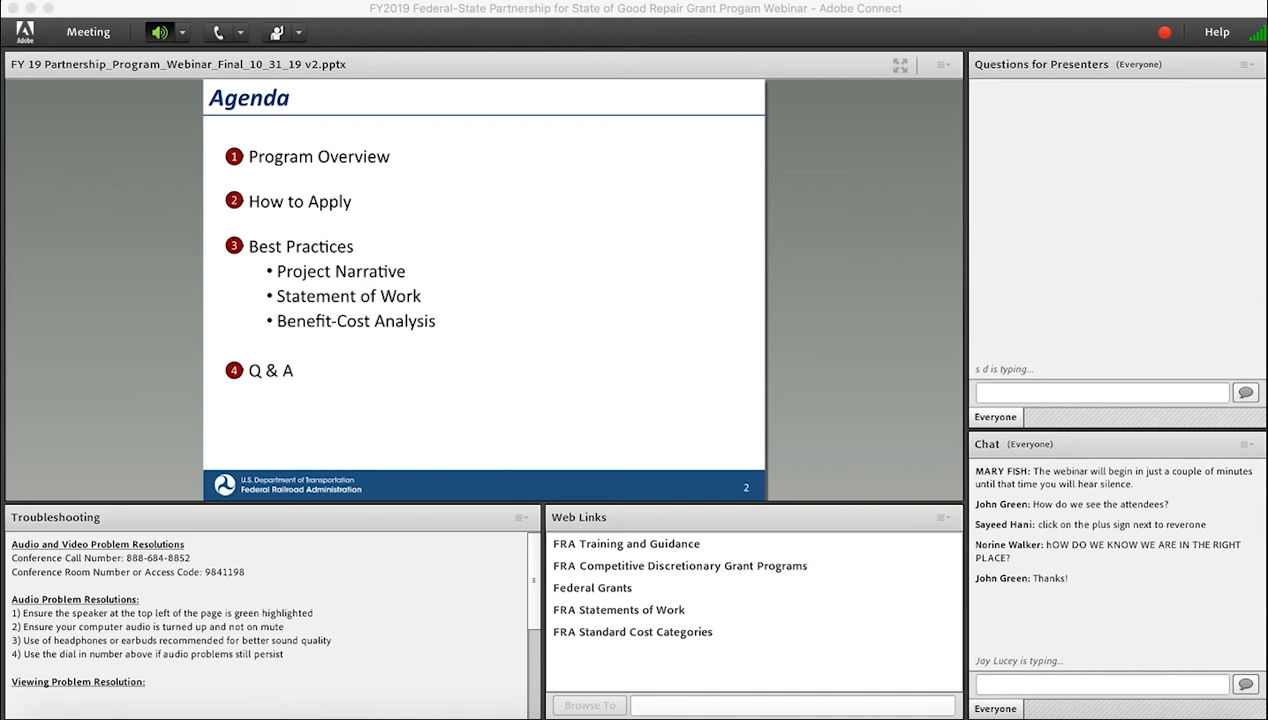 FY2019 Federal-State Partnership for State of Good Repair Grant Progam Webinar - Adobe Connect
Adobe
Meeting
Help
FY 19 Partnership_Program_Webinar_Final_10_31_19 v2.pptx
Agenda
1 Program Overview
2 How to Apply
3 Best Practices
• Project Narrative
• Statement of Work
• Benefit-Cost Analysis
4 Q & A
U.S. Department of Transportation
Federal Railroad Administration
2
Questions for Presenters (Everyone)
s d is typing...
Everyone
Chat (Everyone)
MARY FISH: The webinar will begin in just a couple of minutes
until that time you will hear silence.
John Green: How do we see the attendees?
Sayeed Hani: click on the plus sign next to reverone
Norine Walker: hOW DO WE KNOW WE ARE IN THE RIGHT
PLACE?
John Green: Thanks!
Jay Lucey is typing...
Everyone
Troubleshooting
Audio and Video Problem Resolutions
Conference Call Number: 888-684-8852
Conference Room Number or Access Code: 9841198
Audio Problem Resolutions:
1) Ensure the speaker at the top left of the page is green highlighted
2) Ensure your computer audio is turned up and not on mute
3) Use of headphones or earbuds recommended for better sound quality
4) Use the dial in number above if audio problems still persist
Viewing Problem Resolution:
Web Links
FRA Training and Guidance
FRA Competitive Discretionary Grant Programs
Federal Grants
FRA Statements of Work
FRA Standard Cost Categories
Browse To